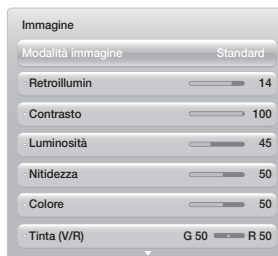 Immagine
Modalità immagine Standard
· Retroillumin 14
· Contrasto 100
· Luminosità 45
· Nitidezza 50
· Colore 50
· Tinta (V/R) G 50 R 50